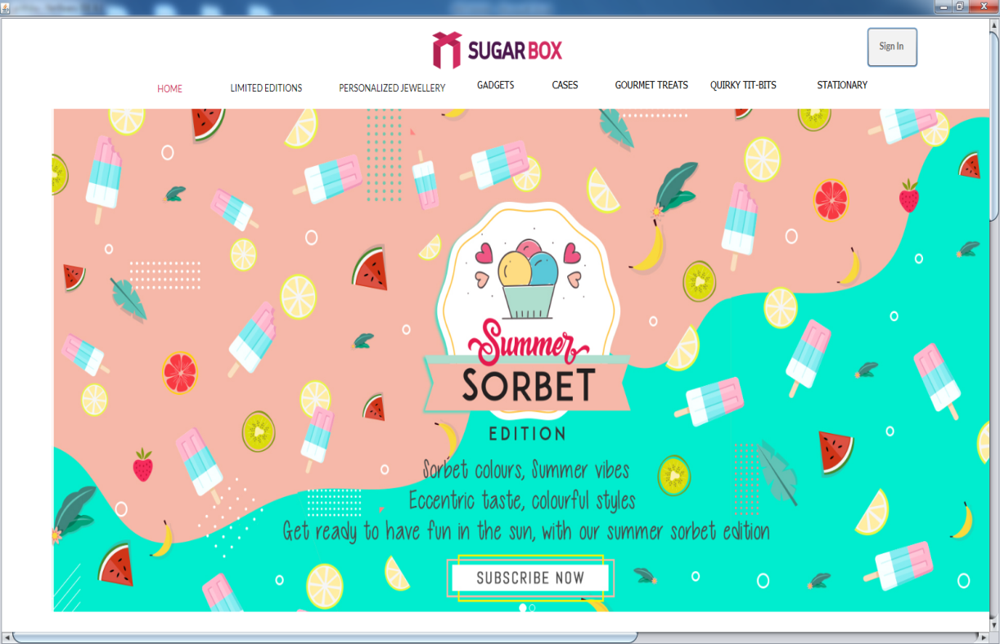 SUGAR BOX
Sign In
HOME LIMITED EDITIONS PERSONALIZED JEWELLERY GADGETS CASES GOURMET TREATS QUIRKY TIT-BITS STATIONARY
Summer
SORBET
EDITION
Sorbet colours, Summer vibes
Eccentric taste, colourful styles
Get ready to have fun in the sun, with our summer sorbet edition
SUBSCRIBE NOW